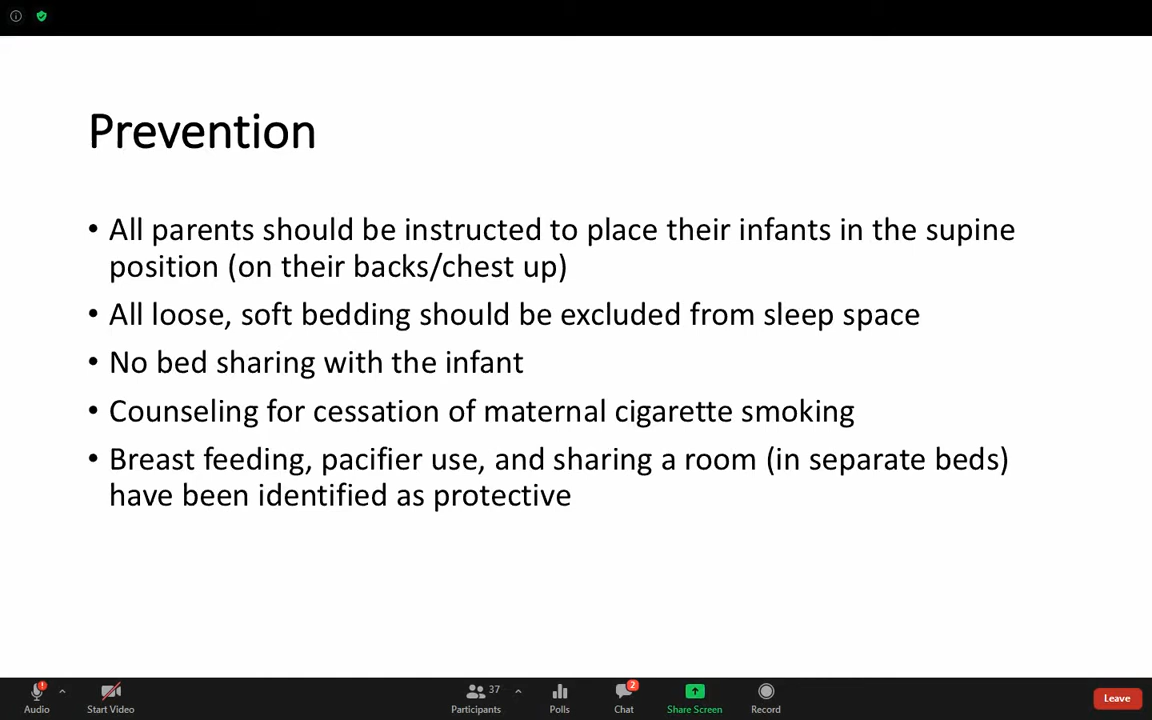 Prevention
• All parents should be instructed to place their infants in the supine
position (on their backs/chest up)
• All loose, soft bedding should be excluded from sleep space
• No bed sharing with the infant
• Counseling for cessation of maternal cigarette smoking
• Breast feeding, pacifier use, and sharing a room (in separate beds)
have been identified as protective
37
2
Audio
Start Video
Participants
Polls
Chat
Share Screen
Record
Leave